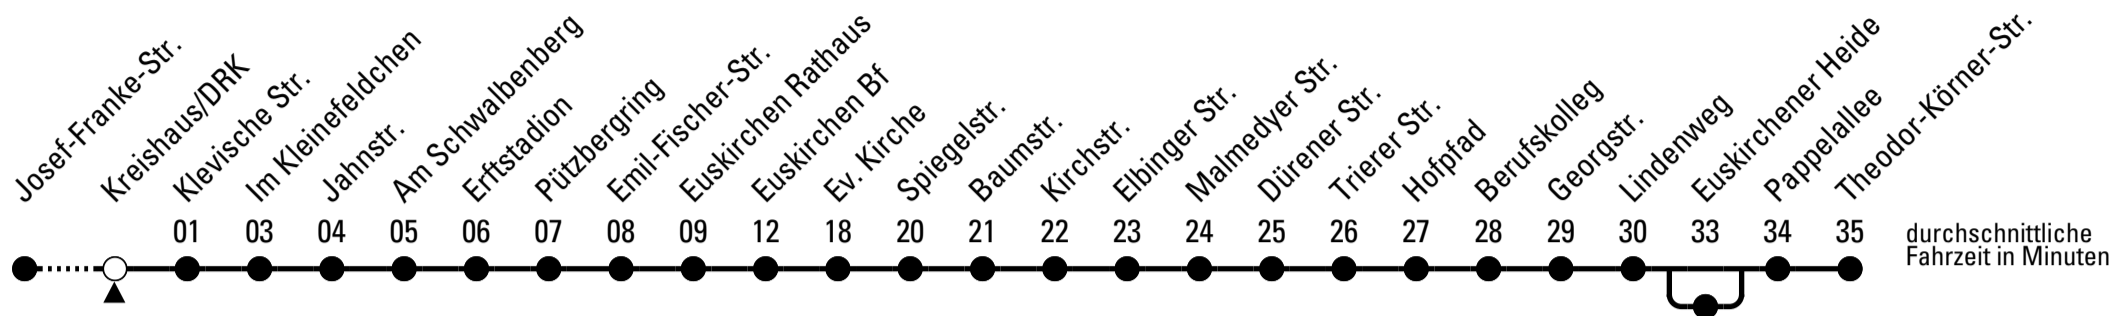 Josef-Franke-Str.
Kreishaus/DRK
Klevische Str.
Im Kleinefeldchen
Jahnstr.
Am Schwalbenberg
Erftstadion
Pützbergring
Emil-Fischer-Str.
Euskirchen Rathaus
Euskirchen Bf
Ev. Kirche
Spiegelstr.
Baumstr.
Kirchstr.
Elbinger Str.
Malmedyer Str.
Dürener Str.
Trierer Str.
Hofpfad
Berufskolleg
Georgstr.
Lindenweg
Euskirchener Heide
Pappelallee
Theodor-Körner-Str.
01 03 04 05 06 07 08 09 12 18 20 21 22 23 24 25 26 27 28 29 30 33 34 35
durchschnittliche
Fahrzeit in Minuten